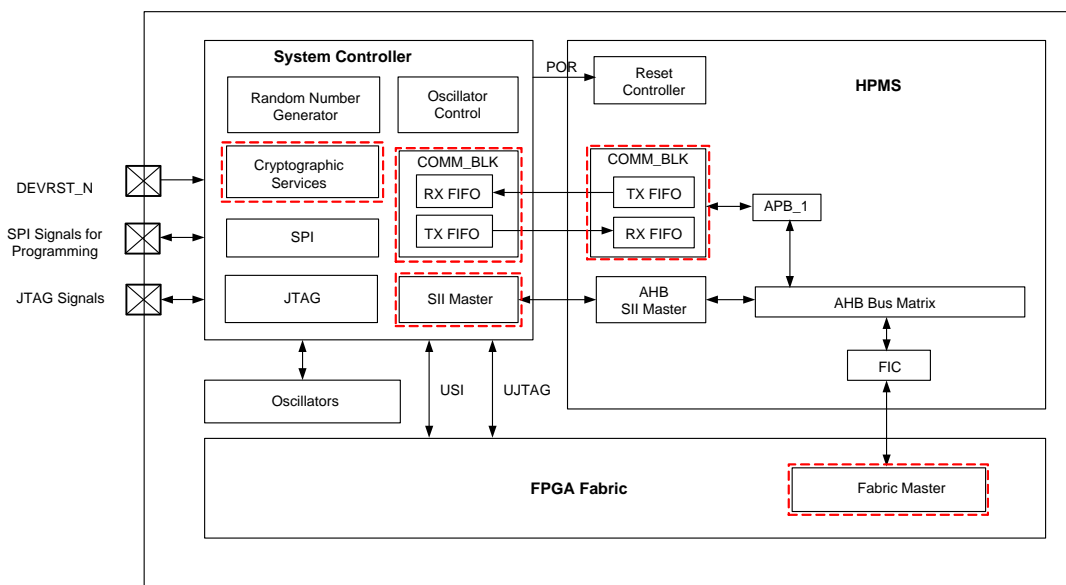 System Controller
Random Number
Generator
Oscillator
Control
Cryptographic
Services
COMM_BLK
RX FIFO
TX FIFO
SPI
JTAG
SII Master
DEVRST_N
SPI Signals for
Programming
JTAG Signals
POR
HPMS
Reset
Controller
COMM_BLK
TX FIFO
RX FIFO
APB_1
AHB
SII Master
AHB Bus Matrix
FIC
Oscillators
USI
UJTAG
FPGA Fabric
Fabric Master